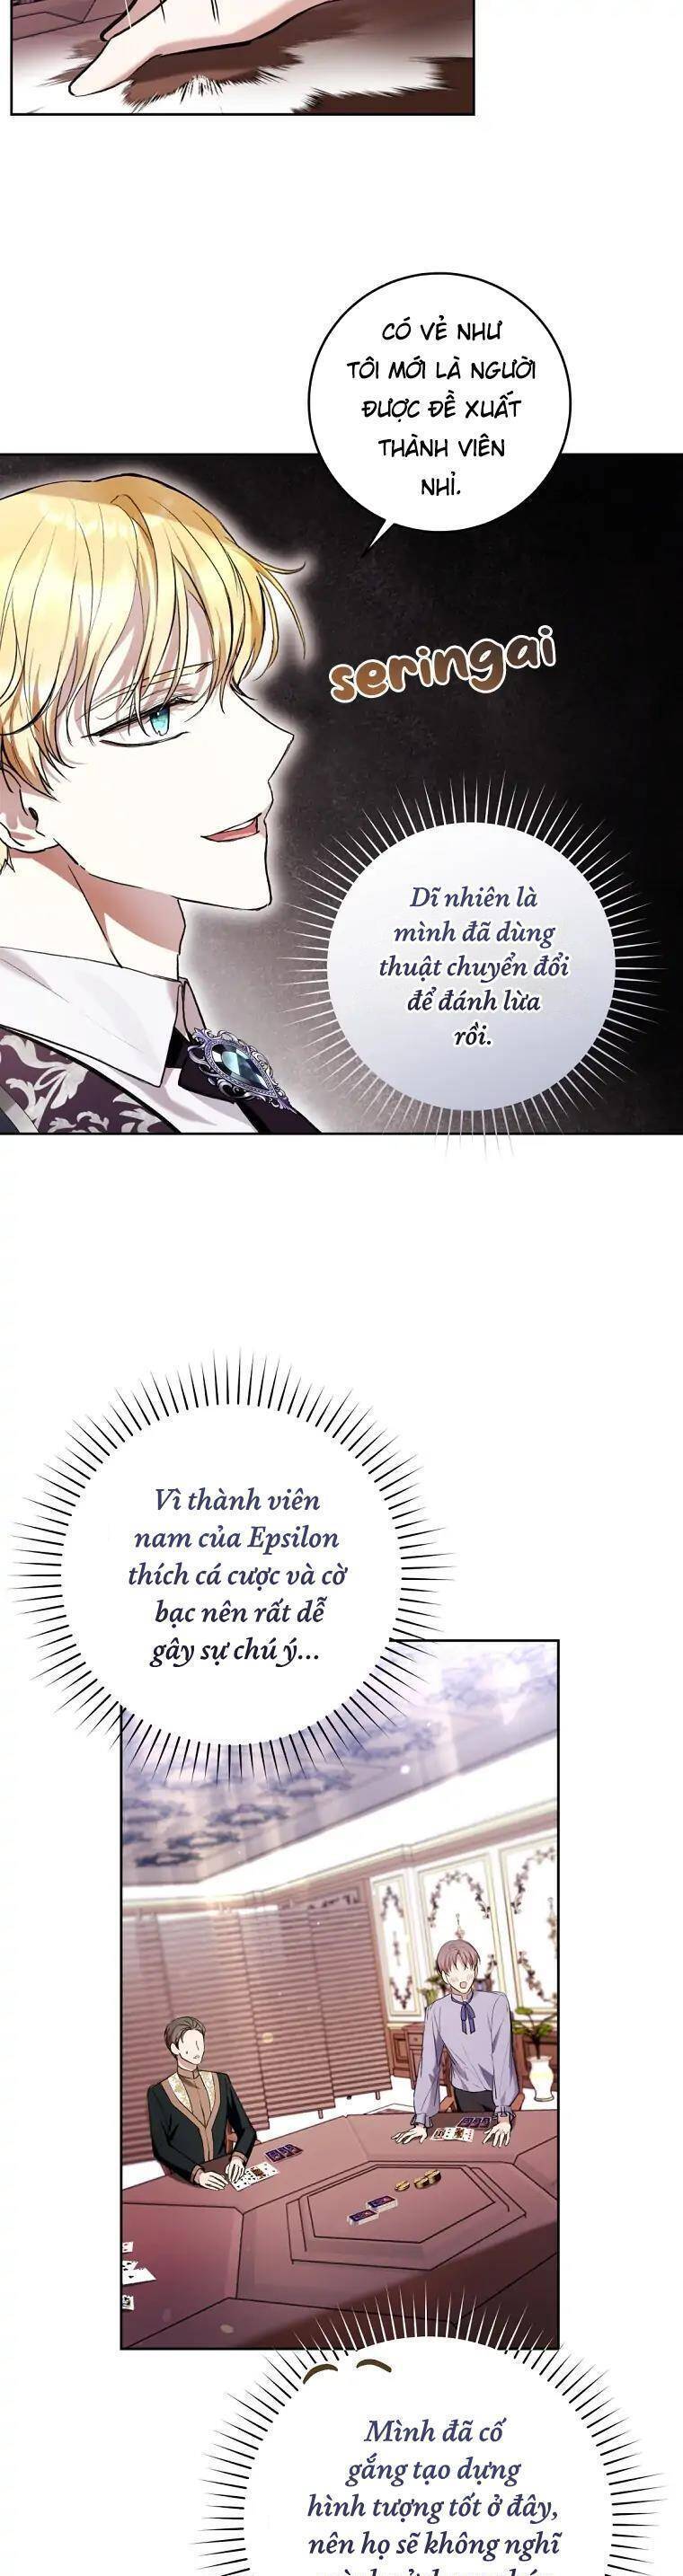 CÓ VẺ NHƯ
TÔI MỚI LÀ NGƯỜI
ĐƯỢC ĐỀ XUẤT
THÀNH VIÊN
NHỈ.
seringai
Dĩ nhiên là
mình đã dùng
thuật chuyển đổi
để đánh lừa
rồi.
Vì thành viên
nam của Epsilon
thích cá cược và cờ
bạc nên rất dễ
gây sự chú ý...
Mình đã cố
gắng tạo dựng
hình tượng tốt ở đây,
nên họ sẽ không nghĩ